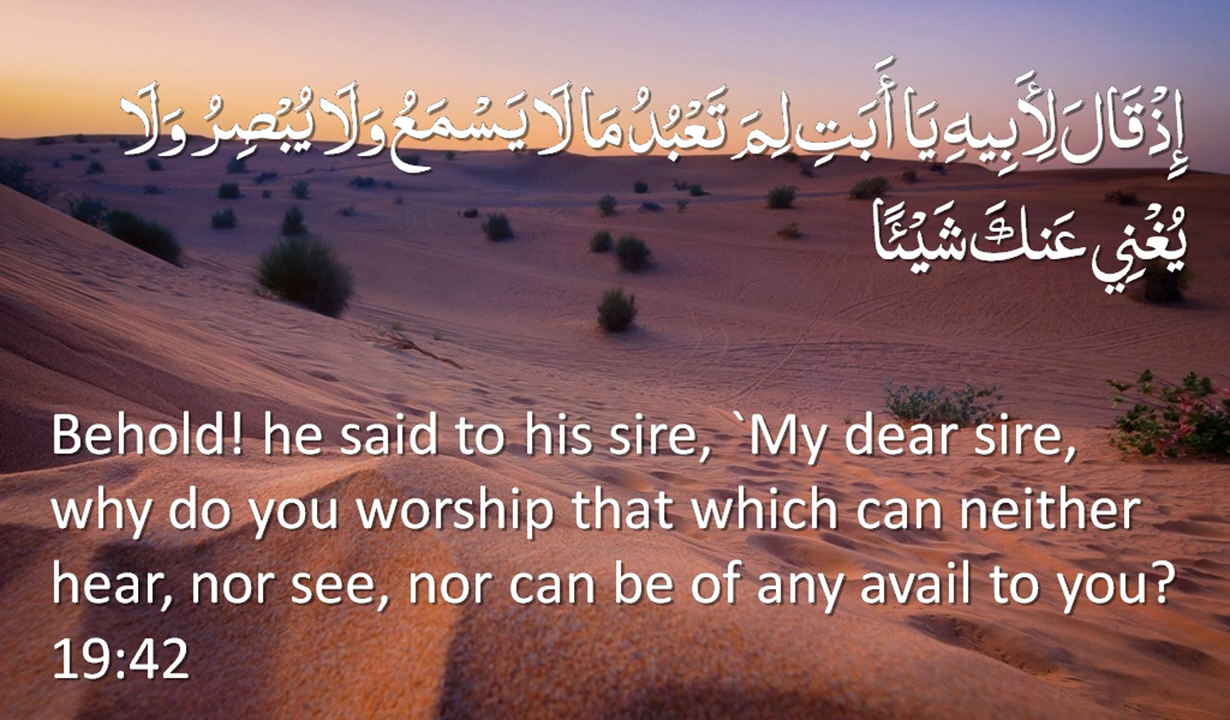 إِذْ قَالَ لِأَبِيهِ يَا أَبَتِ لِمَ تَعْبُدُ مَا لَا يَسْمَعُ وَلَا يُبْصِرُ وَلَا
يُغْنِي عَنكَ شَيْئًا
Behold! he said to his sire, `My dear sire,
why do you worship that which can neither
hear, nor see, nor can be of any avail to you?
19:42